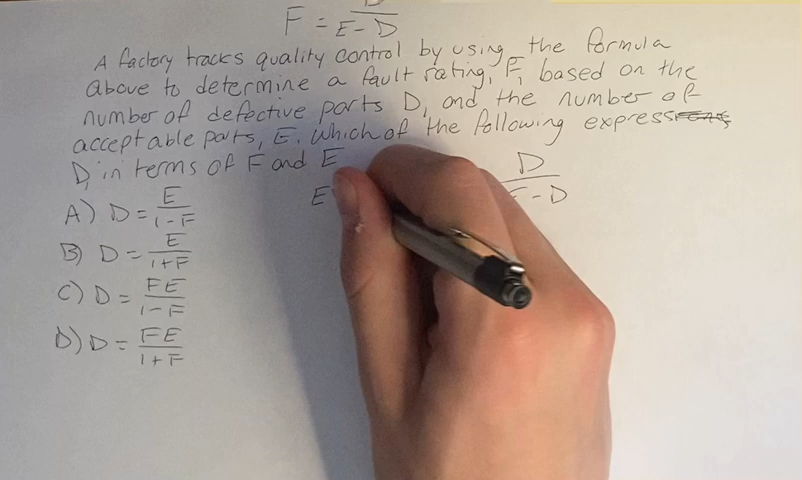 F = D / E - D
A factory tracks quality control by using the formula
above to determine a fault rating, F, based on the
number of defective parts D, and the number of
acceptable parts, E. Which of the following express
D, in terms of F and E
A) D = E / 1 - F
B) D = E / 1 + F
C) D = FE / 1 - F
D) D = FE / 1 + F
E
D / - D